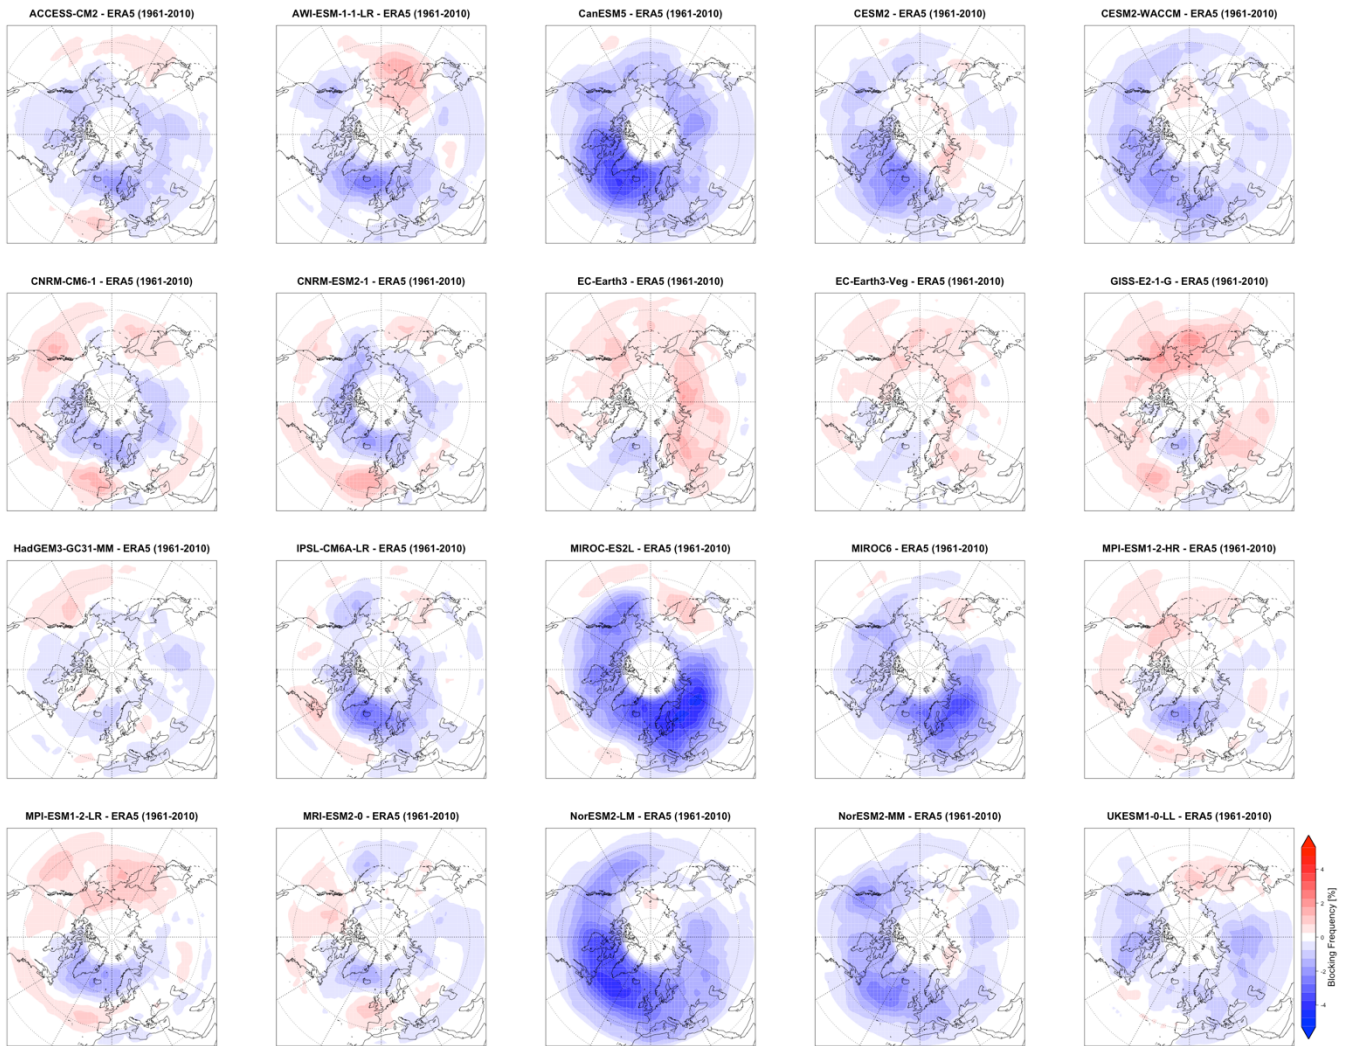 ACCESS-CM2 - ERA5 (1961-2010)
AWI-ESM-1-1-LR - ERA5 (1961-2010)
CanESM5 - ERA5 (1961-2010)
CESM2 - ERA5 (1961-2010)
CESM2-WACCM - ERA5 (1961-2010)
CNRM-CM6-1 - ERA5 (1961-2010)
CNRM-ESM2-1 - ERA5 (1961-2010)
EC-Earth3 - ERA5 (1961-2010)
EC-Earth3-Veg - ERA5 (1961-2010)
GISS-E2-1-G - ERA5 (1961-2010)
HadGEM3-GC31-MM - ERA5 (1961-2010)
IPSL-CM6A-LR - ERA5 (1961-2010)
MIROC-ES2L - ERA5 (1961-2010)
MIROC6 - ERA5 (1961-2010)
MPI-ESM1-2-HR - ERA5 (1961-2010)
MPI-ESM1-2-LR - ERA5 (1961-2010)
MRI-ESM2-0 - ERA5 (1961-2010)
NorESM2-LM - ERA5 (1961-2010)
NorESM2-MM - ERA5 (1961-2010)
UKESM1-0-LL - ERA5 (1961-2010)
4
2
0
-2
-4
Blocking Frequency [%]